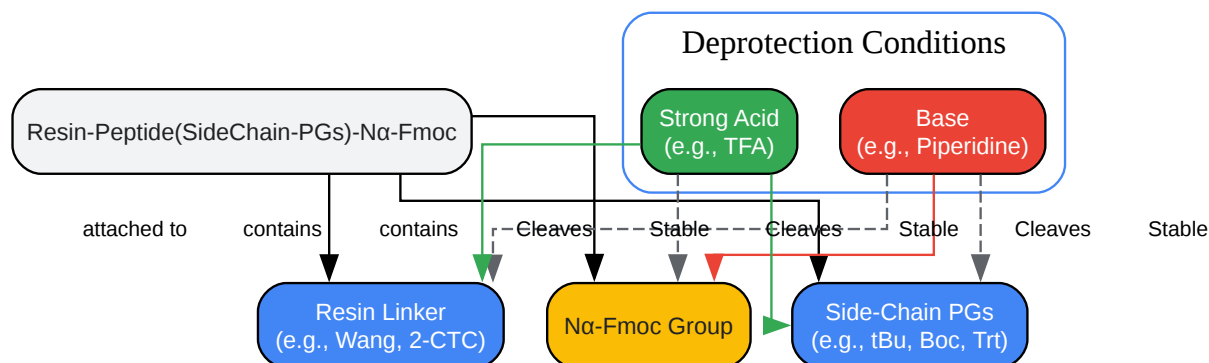 Deprotection Conditions
Resin-Peptide(SideChain-PGs)-Nα-Fmoc
Strong Acid
(e.g., TFA)
Base
(e.g., Piperidine)
attached to
contains
contains
Cleaves
Stable
Cleaves
Stable
Cleaves
Stable
Resin Linker
(e.g., Wang, 2-CTC)
Nα-Fmoc Group
Side-Chain PGs
(e.g., tBu, Boc, Trt)